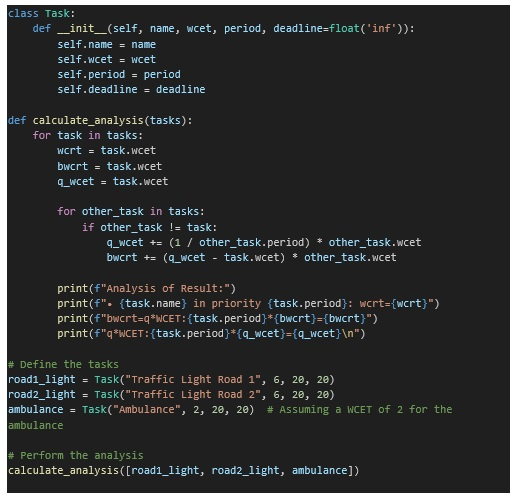 class Task:
    def __init__(self, name, wcet, period, deadline=float('inf')):
        self.name = name
        self.wcet = wcet
        self.period = period
        self.deadline = deadline

def calculate_analysis(tasks):
    for task in tasks:
        wcrt = task.wcet
        bwcrt = task.wcet
        q_wcet = task.wcet

        for other_task in tasks:
            if other_task != task:
                q_wcet += (1 / other_task.period) * other_task.wcet
                bwcrt += (q_wcet - task.wcet) * other_task.wcet

        print(f"Analysis of Result:")
        print(f"• {task.name} in priority {task.period}: wcrt={wcrt}")
        print(f"bwcrt=q*WCET:{task.period}*{bwcrt}={bwcrt}")
        print(f"q*WCET:{task.period}*{q_wcet}={q_wcet}\n")

# Define the tasks
road1_light = Task("Traffic Light Road 1", 6, 20, 20)
road2_light = Task("Traffic Light Road 2", 6, 20, 20)
ambulance = Task("Ambulance", 2, 20, 20)  # Assuming a WCET of 2 for the
ambulance

# Perform the analysis
calculate_analysis([road1_light, road2_light, ambulance])